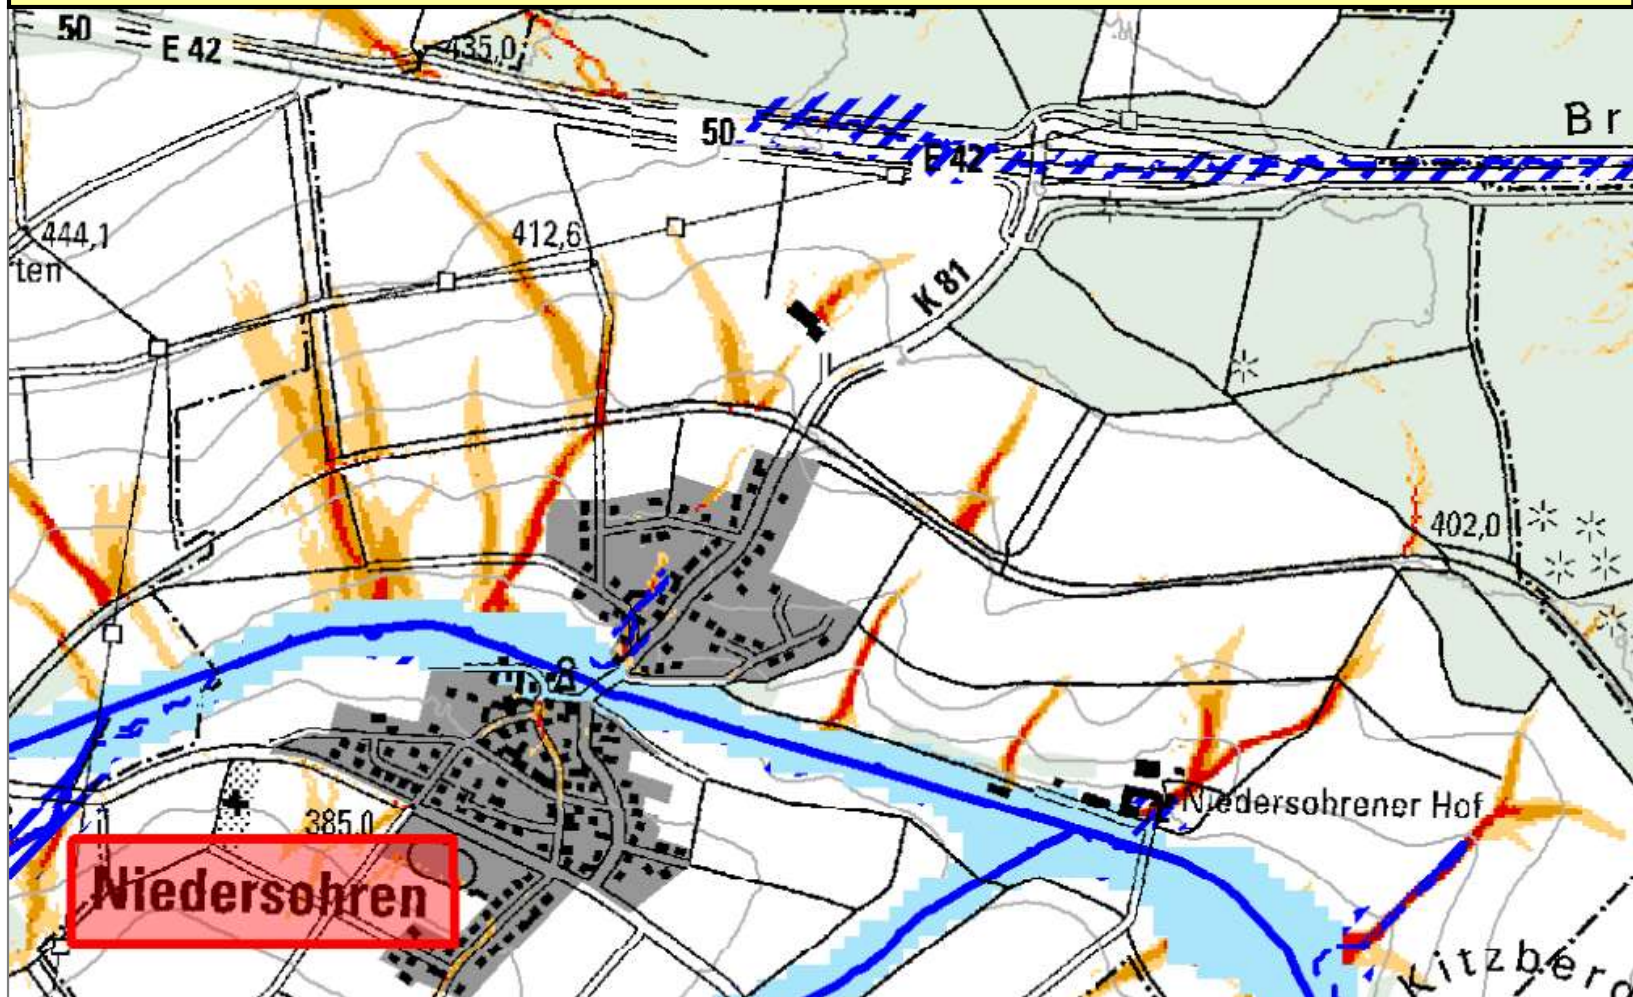 50
E 42
435,0
50
E 42
Br
444,1
ten
412,6
K 81
402,0
Niedersohrener Hof
385,0
Niedersohren
Kitzberg